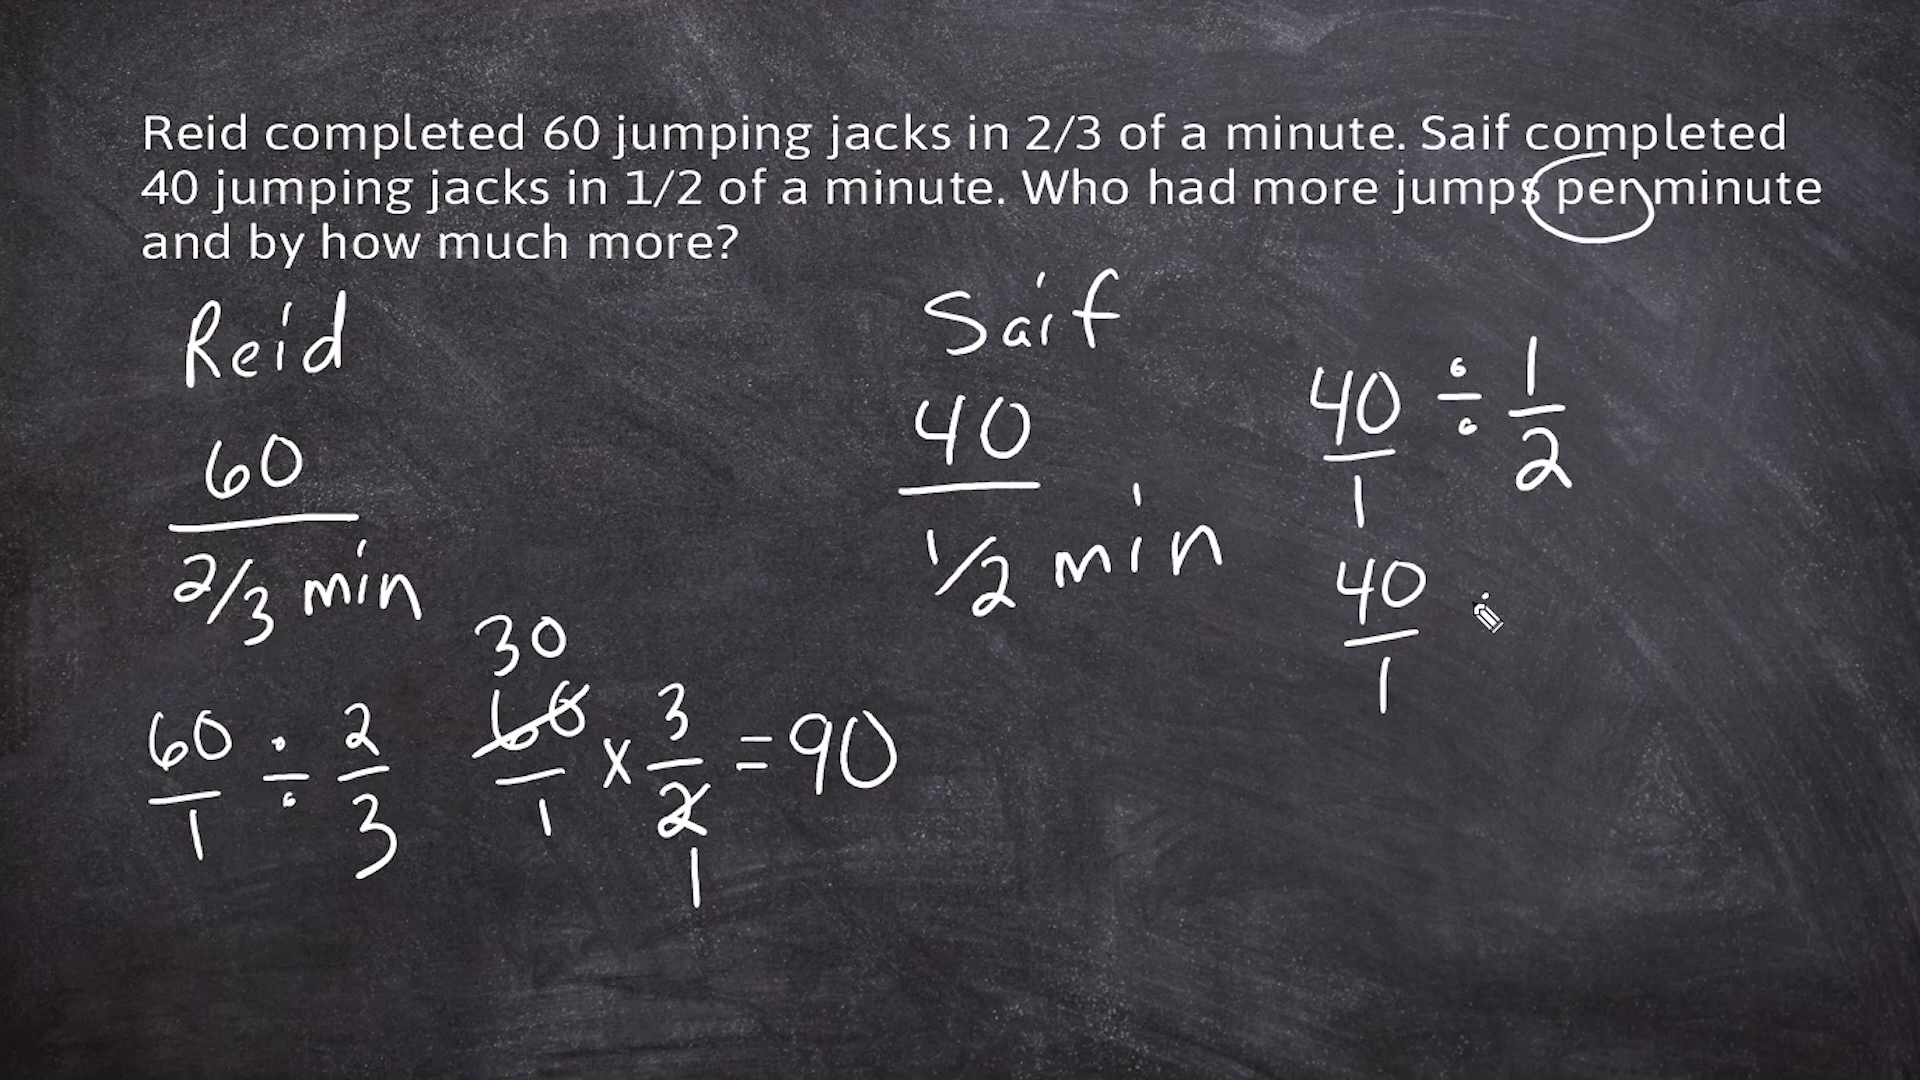 Reid completed 60 jumping jacks in 2/3 of a minute. Saif completed
40 jumping jacks in 1/2 of a minute. Who had more jumps per minute
and by how much more?
Reid
60
2/3 min
60/1 ÷ 2/3
30
60/1 × 3/2 = 90
1
Saif
40
1/2 min
40/1 ÷ 1/2
40/1